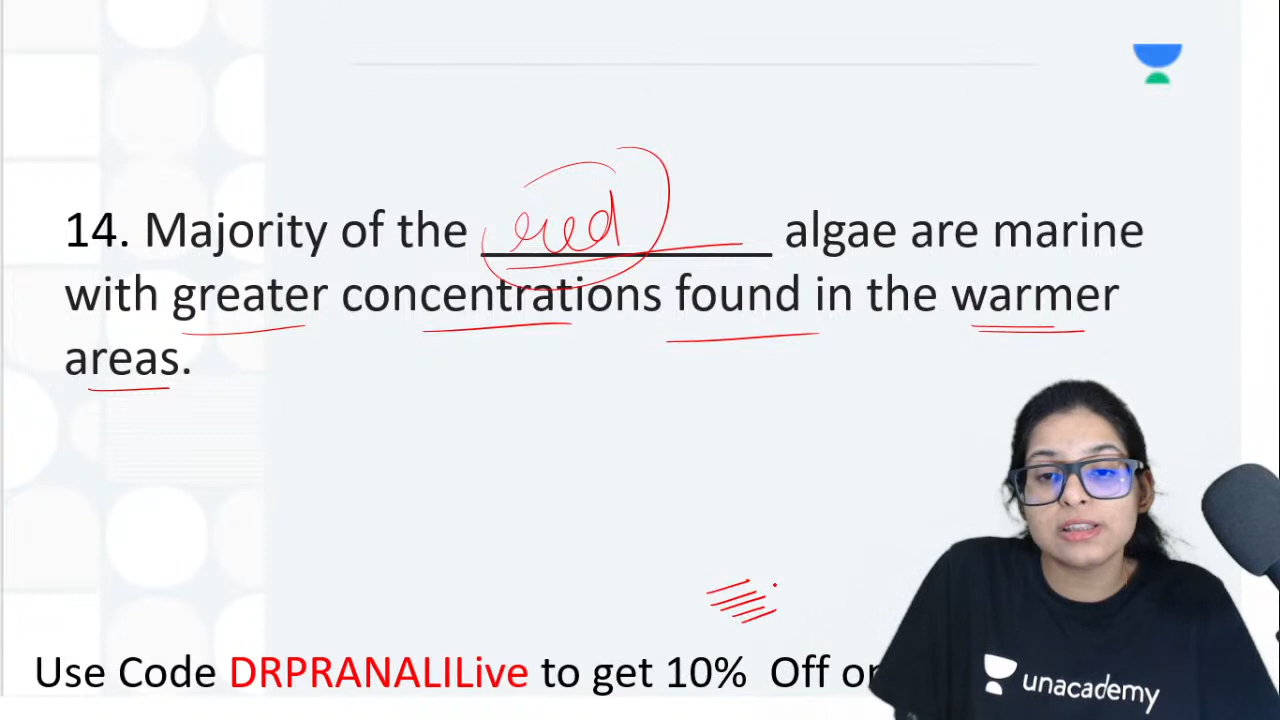 14. Majority of the red algae are marine
with greater concentrations found in the warmer
areas.
Use Code DRPRANALILive to get 10% Off
unacademy